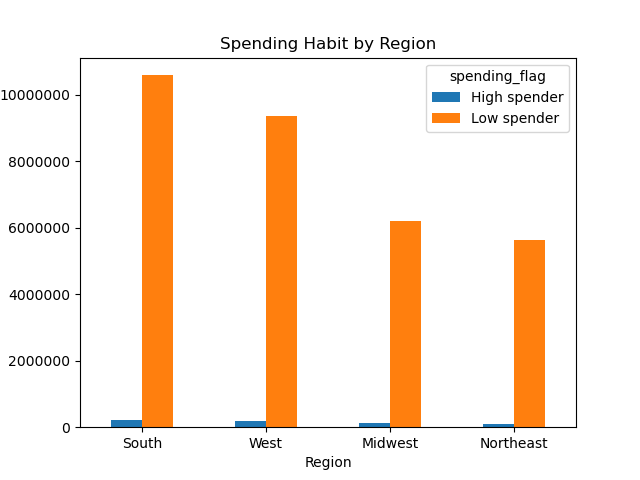 Spending Habit by Region
spending_flag
High spender
Low spender
10000000
8000000
6000000
4000000
2000000
0
South
West
Midwest
Northeast
Region